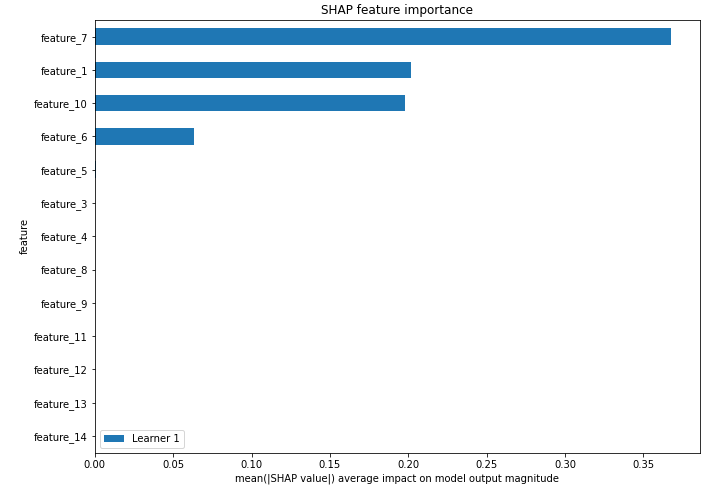 SHAP feature importance
feature_7
feature_1
feature_10
feature_6
feature_5
feature_3
feature_4
feature_8
feature_9
feature_11
feature_12
feature_13
feature_14
feature
Learner 1
0.00 0.05 0.10 0.15 0.20 0.25 0.30 0.35
mean(|SHAP value|) average impact on model output magnitude